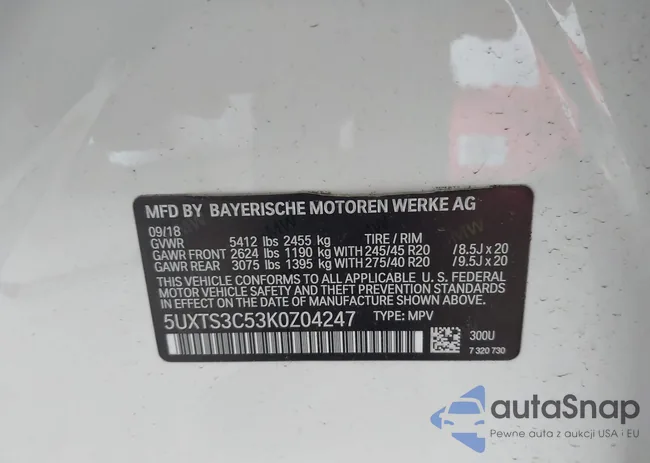 MFD BY BAYERISCHE MOTOREN WERKE AG
09/18
GVWR 5412 lbs 2455 kg TIRE / RIM
GAWR FRONT 2624 lbs 1190 kg WITH 245/45 R20 /8.5J x 20
GAWR REAR 3075 lbs 1395 kg WITH 275/40 R20 /9.5J x 20
THIS VEHICLE CONFORMS TO ALL APPLICABLE U. S. FEDERAL
MOTOR VEHICLE SAFETY, BUMPER, AND THEFT PREVENTION STANDARDS
IN EFFECT ON THE DATE OF MANUFACTURE SHOWN ABOVE.
5UXTS3C53K0Z04247 TYPE: MPV
300U
7 320 730
autaSnap
Pewne auta z aukcji USA i EU